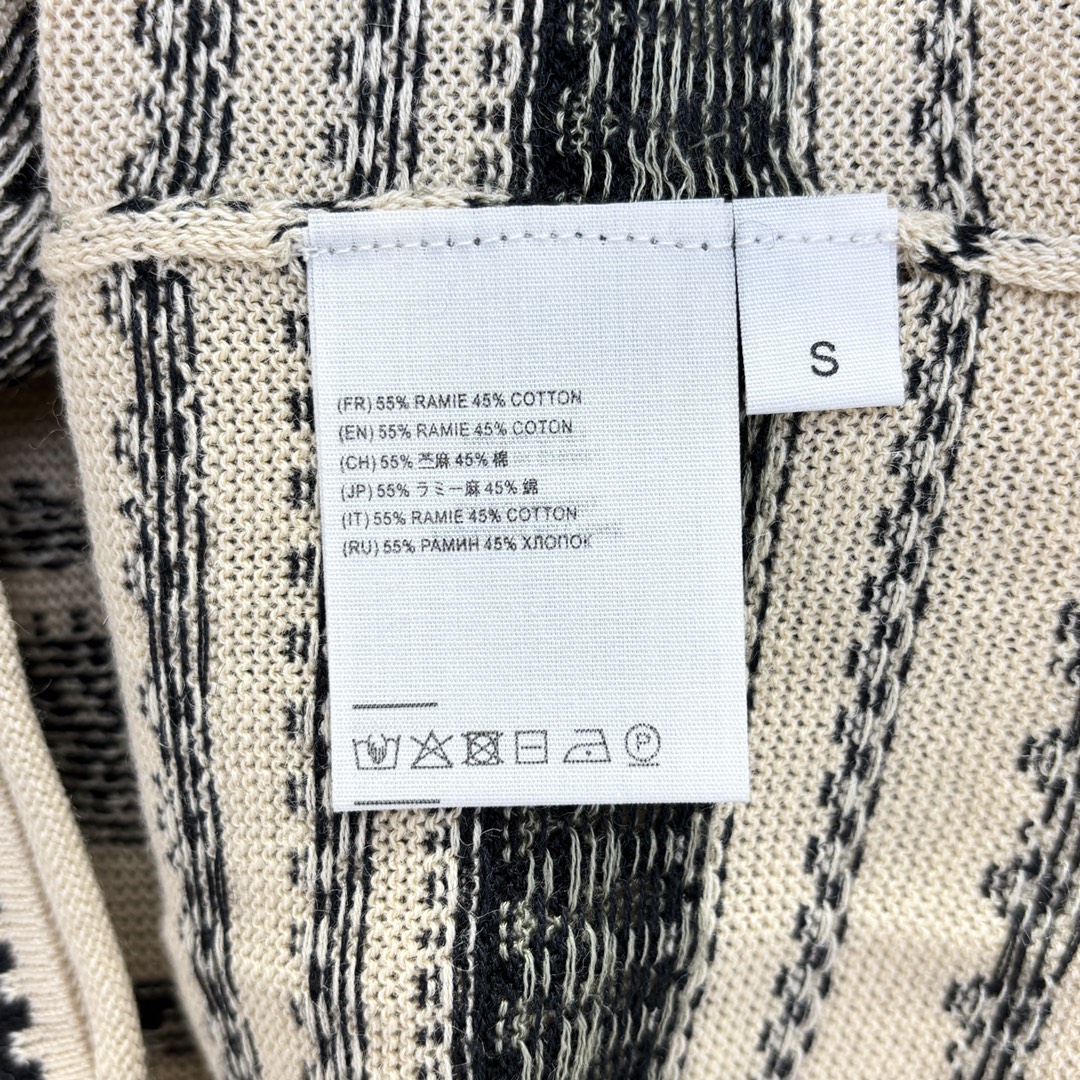 (FR) 55% RAMIE 45% COTTON
(EN) 55% RAMIE 45% COTON
(CH) 55% 苎麻 45% 棉
(JP) 55% ラミー麻 45% 綿
(IT) 55% RAMIE 45% COTTON
(RU) 55% РАМИН 45% ХЛОПОК
S
P